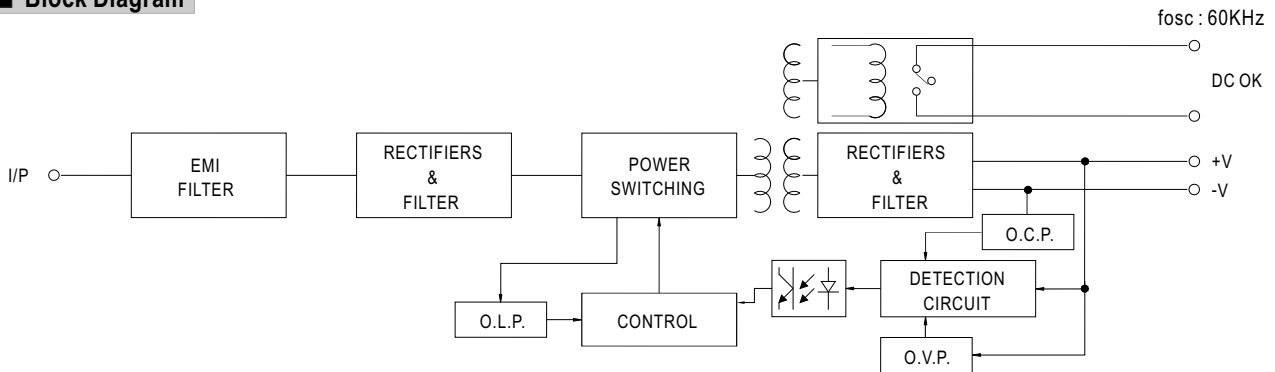 Block Diagram
fosc : 60KHz
DC OK
I/P
EMI
FILTER
RECTIFIERS
&
FILTER
POWER
SWITCHING
RECTIFIERS
&
FILTER
+V
-V
O.C.P.
DETECTION
CIRCUIT
O.L.P.
CONTROL
O.V.P.